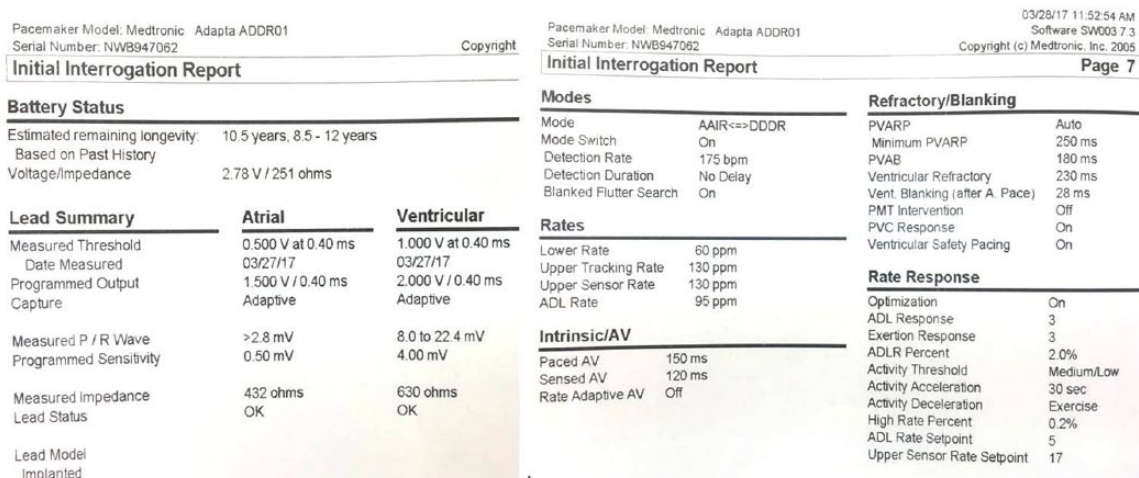 Pacemaker Model: Medtronic Adapta ADDR01
Serial Number: NWB947062 Copyright
Initial Interrogation Report
Battery Status
Estimated remaining longevity: 10.5 years, 8.5 - 12 years
Based on Past History
Voltage/Impedance 2.78 V / 251 ohms
Lead Summary Atrial Ventricular
Measured Threshold 0.500 V at 0.40 ms 1.000 V at 0.40 ms
Date Measured 03/27/17 03/27/17
Programmed Output 1.500 V / 0.40 ms 2.000 V / 0.40 ms
Capture Adaptive Adaptive
Measured P / R Wave >2.8 mV 8.0 to 22.4 mV
Programmed Sensitivity 0.50 mV 4.00 mV
Measured Impedance 432 ohms 630 ohms
Lead Status OK OK
Lead Model
Implanted
03/28/17 11:52:54 AM
Pacemaker Model: Medtronic Adapta ADDR01 Software SW003 7.3
Serial Number: NWB947062 Copyright (c) Medtronic, Inc. 2005
Initial Interrogation Report Page 7
Modes
Mode AAIR<=>DDDR
Mode Switch On
Detection Rate 175 bpm
Detection Duration No Delay
Blanked Flutter Search On
Rates
Lower Rate 60 ppm
Upper Tracking Rate 130 ppm
Upper Sensor Rate 130 ppm
ADL Rate 95 ppm
Intrinsic/AV
Paced AV 150 ms
Sensed AV 120 ms
Rate Adaptive AV Off
Refractory/Blanking
PVARP Auto
Minimum PVARP 250 ms
PVAB 180 ms
Ventricular Refractory 230 ms
Vent. Blanking (after A. Pace) 28 ms
PMT Intervention Off
PVC Response On
Ventricular Safety Pacing On
Rate Response
Optimization On
ADL Response 3
Exertion Response 3
ADLR Percent 2.0%
Activity Threshold Medium/Low
Activity Acceleration 30 sec
Activity Deceleration Exercise
High Rate Percent 0.2%
ADL Rate Setpoint 5
Upper Sensor Rate Setpoint 17